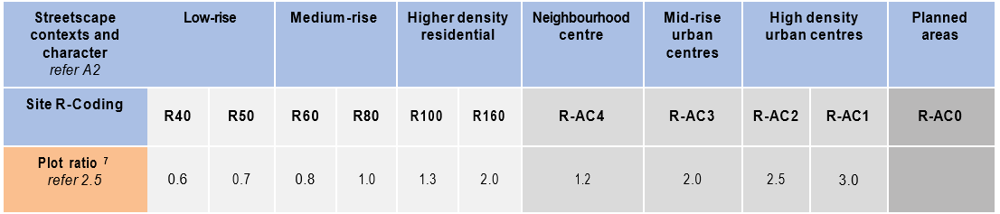 Streetscape
contexts and
character
refer A2
Low-rise
Medium-rise
Higher density
residential
Neighbourhood
centre
Mid-rise
urban
centres
High density
urban centres
Planned
areas
Site R-Coding
R40
R50
R60
R80
R100
R160
R-AC4
R-AC3
R-AC2
R-AC1
R-AC0
Plot ratio 7
refer 2.5
0.6
0.7
0.8
1.0
1.3
2.0
1.2
2.0
2.5
3.0